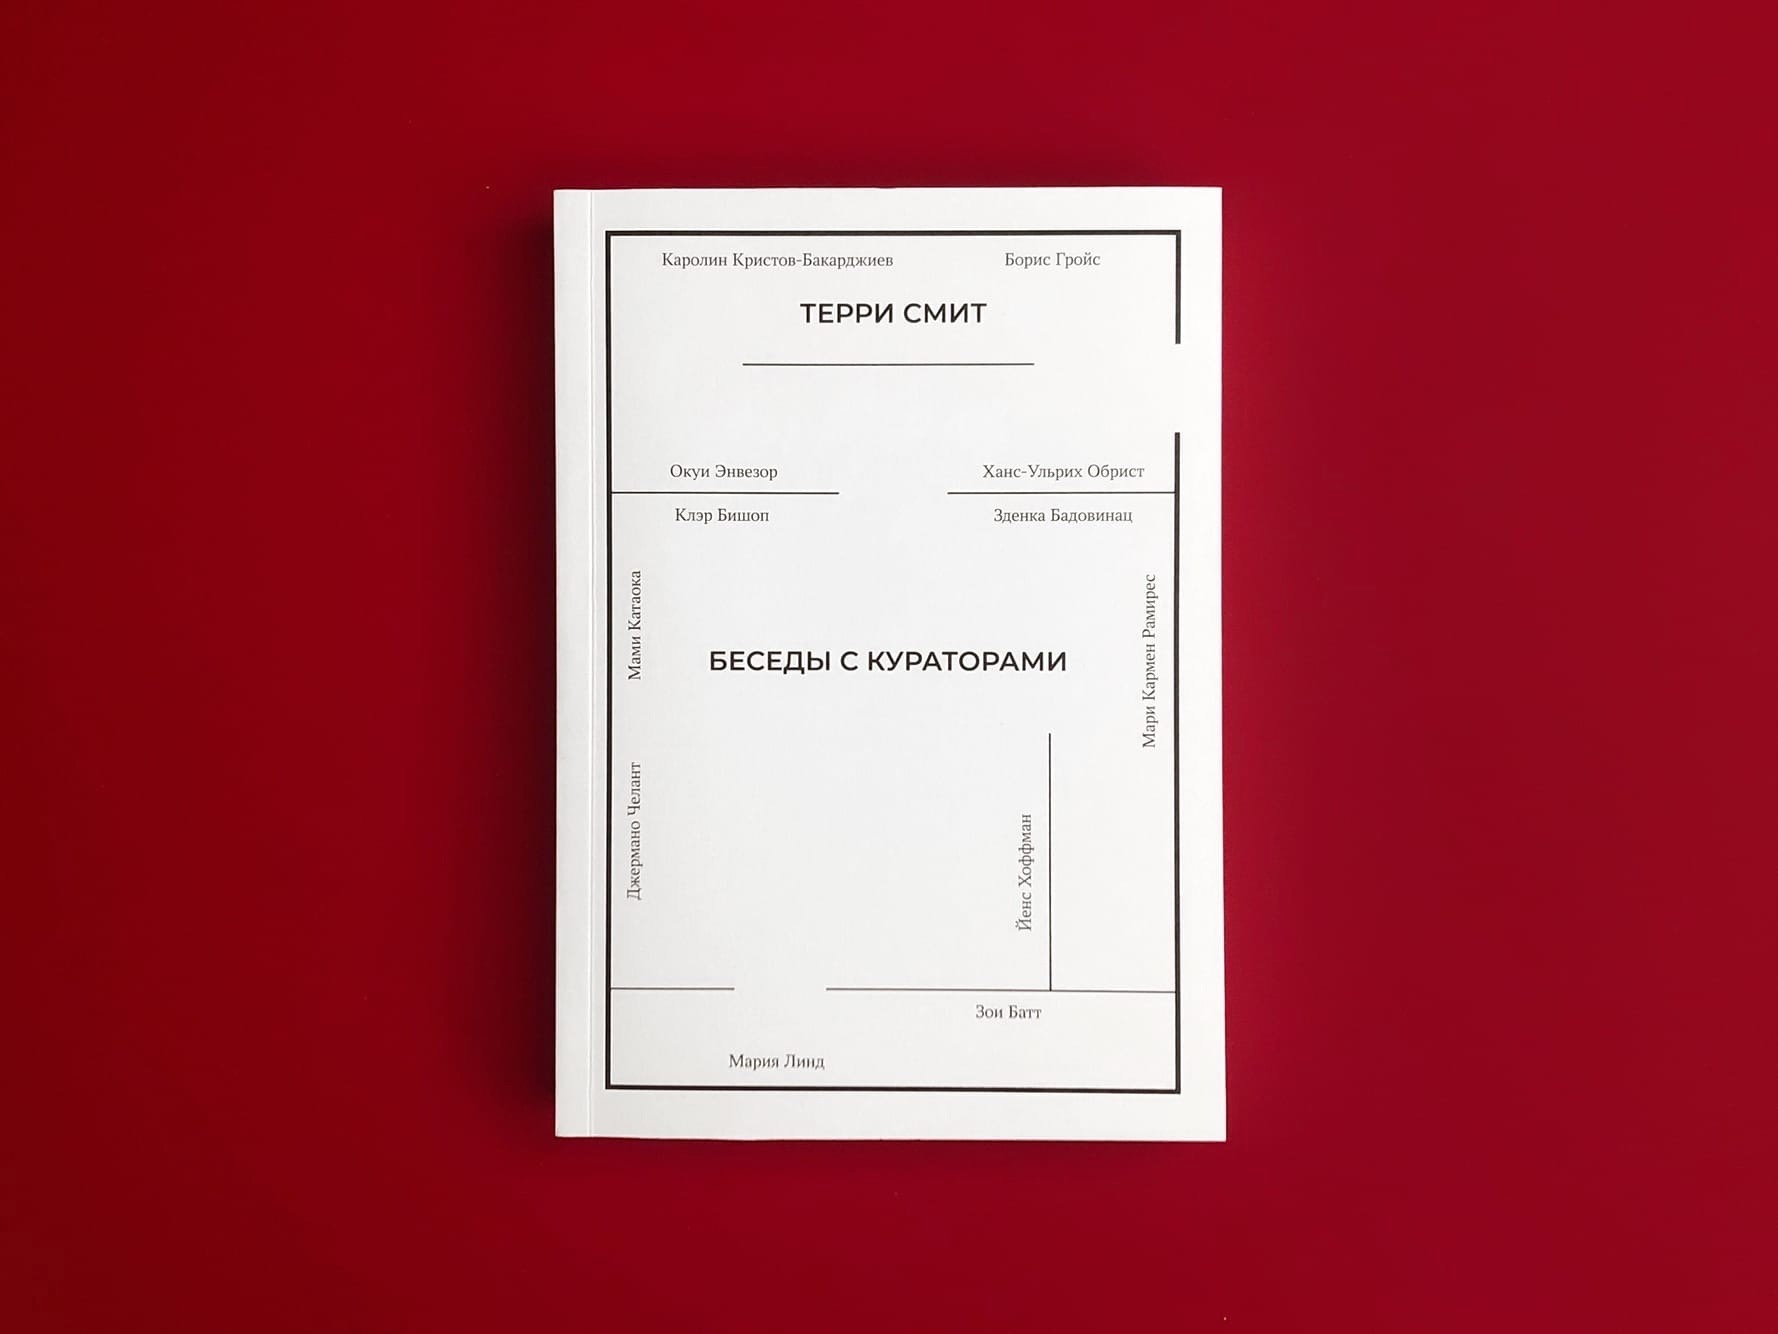 Каролин Кристов-Бакарджиев
Борис Гройс
ТЕРРИ СМИТ
Окуи Энвезор
Ханс-Ульрих Обрист
Клэр Бишоп
Зденка Бадовинац
Мами Катаока
Мари Кармен Рамирес
БЕСЕДЫ С КУРАТОРАМИ
Джермано Челант
Йенс Хоффман
Зои Батт
Мария Линд